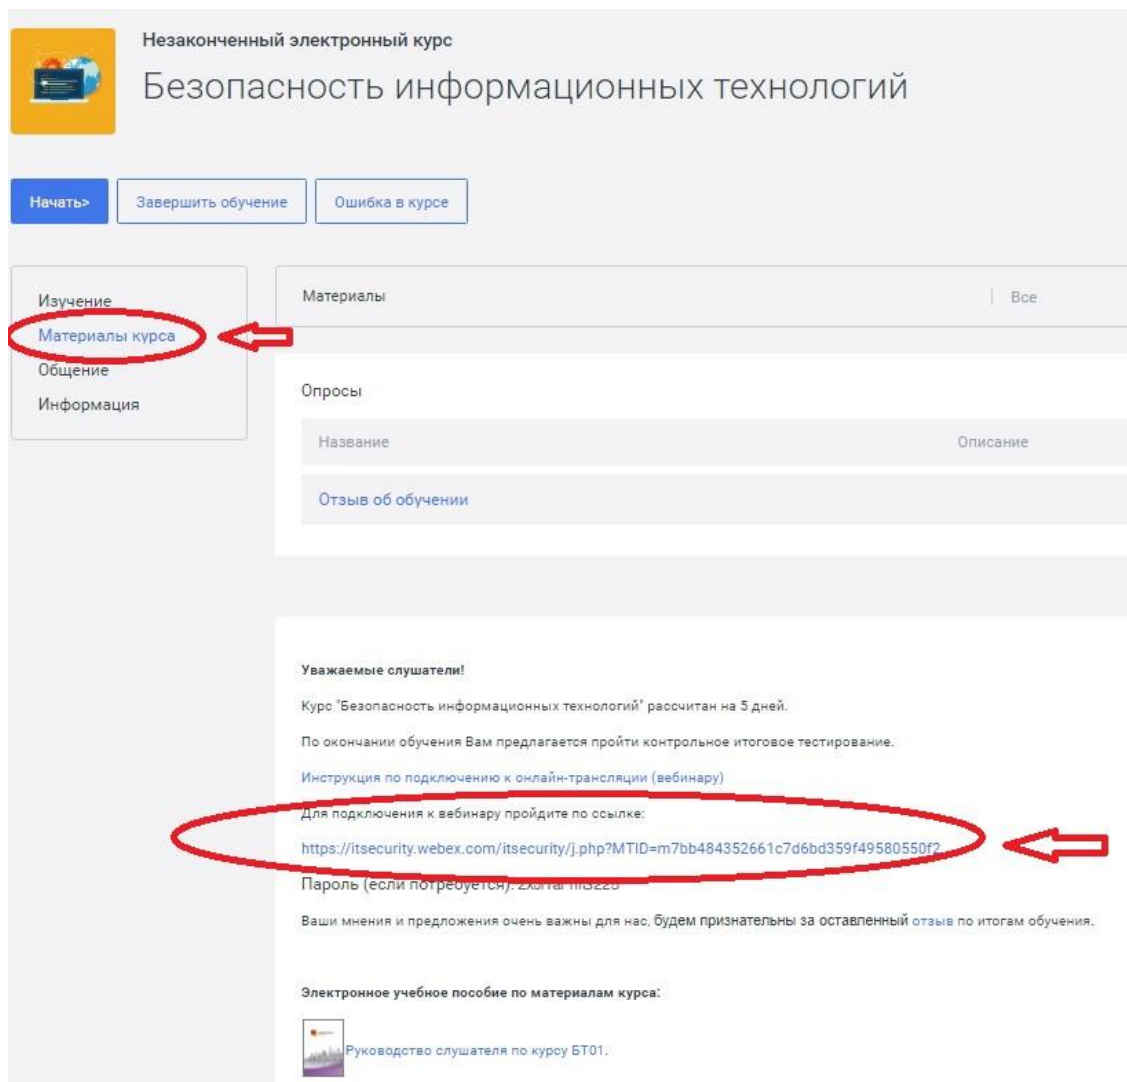 Незаконченный электронный курс
Безопасность информационных технологий
Начать>
Завершить обучение
Ошибка в курсе
Изучение
Материалы курса
Общение
Информация
Материалы
Все
Опросы
Название
Описание
Отзыв об обучении
Уважаемые слушатели!
Курс "Безопасность информационных технологий" рассчитан на 5 дней.
По окончании обучения Вам предлагается пройти контрольное итоговое тестирование.
Инструкция по подключению к онлайн-трансляции (вебинару)
Для подключения к вебинару пройдите по ссылке:
https://itsecurity.webex.com/itsecurity/j.php?MTID=m7bb484352661c7d6bd359f49580550f2
Пароль (если потребуется):
Ваши мнения и предложения очень важны для нас, будем признательны за оставленный отзыв по итогам обучения.
Электронное учебное пособие по материалам курса:
Руководство слушателя по курсу БТ01.